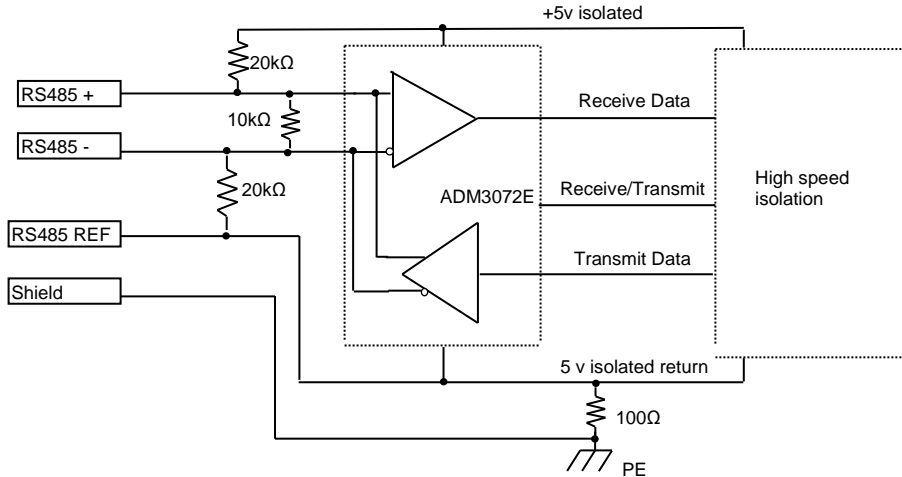 +5v isolated
20kΩ
RS485 +
10kΩ
Receive Data
RS485 -
20kΩ
ADM3072E
Receive/Transmit
High speed
isolation
RS485 REF
Transmit Data
Shield
5 v isolated return
100Ω
PE